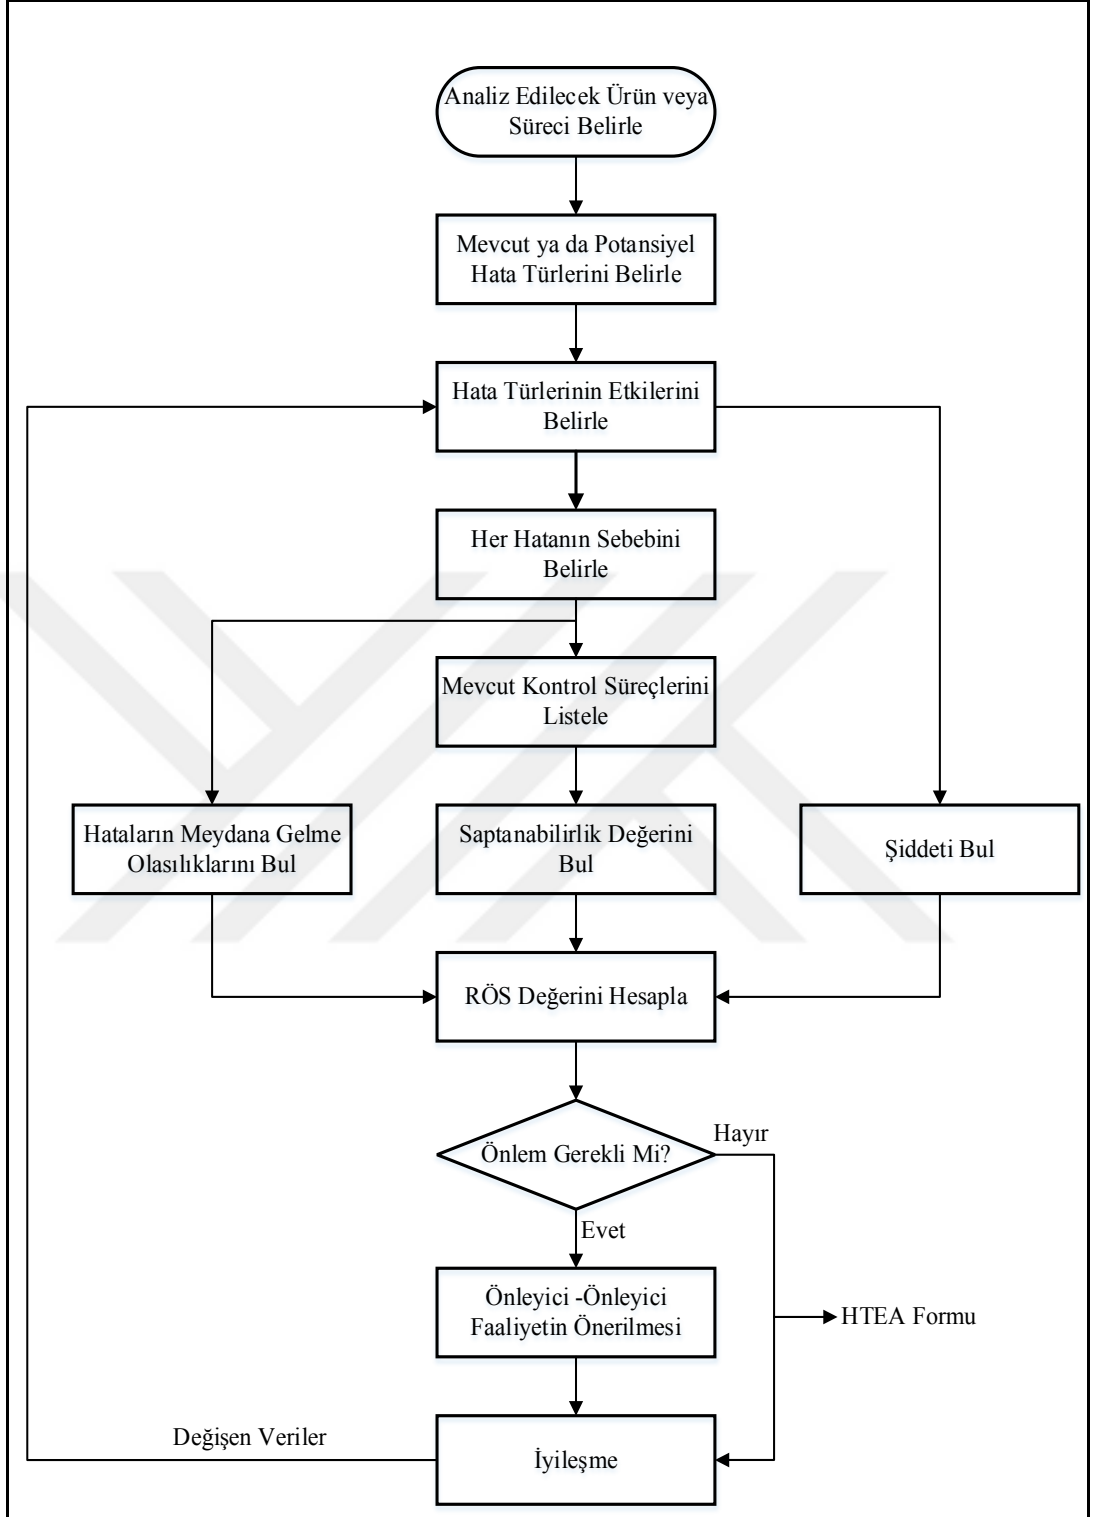 Analiz Edilecek Ürün veya
Süreci Belirle
Mevcut ya da Potansiyel
Hata Türlerini Belirle
Hata Türlerinin Etkilerini
Belirle
Her Hatanın Sebebini
Belirle
Mevcut Kontrol Süreçlerini
Listele
Hataların Meydana Gelme
Olasılıklarını Bul
Saptanabilirlik Değerini
Bul
Şiddeti Bul
RÖS Değerini Hesapla
Önlem Gerekli Mi?
Hayır
Evet
Önleyici -Önleyici
Faaliyetin Önerilmesi
HTEA Formu
Değişen Veriler
İyileşme